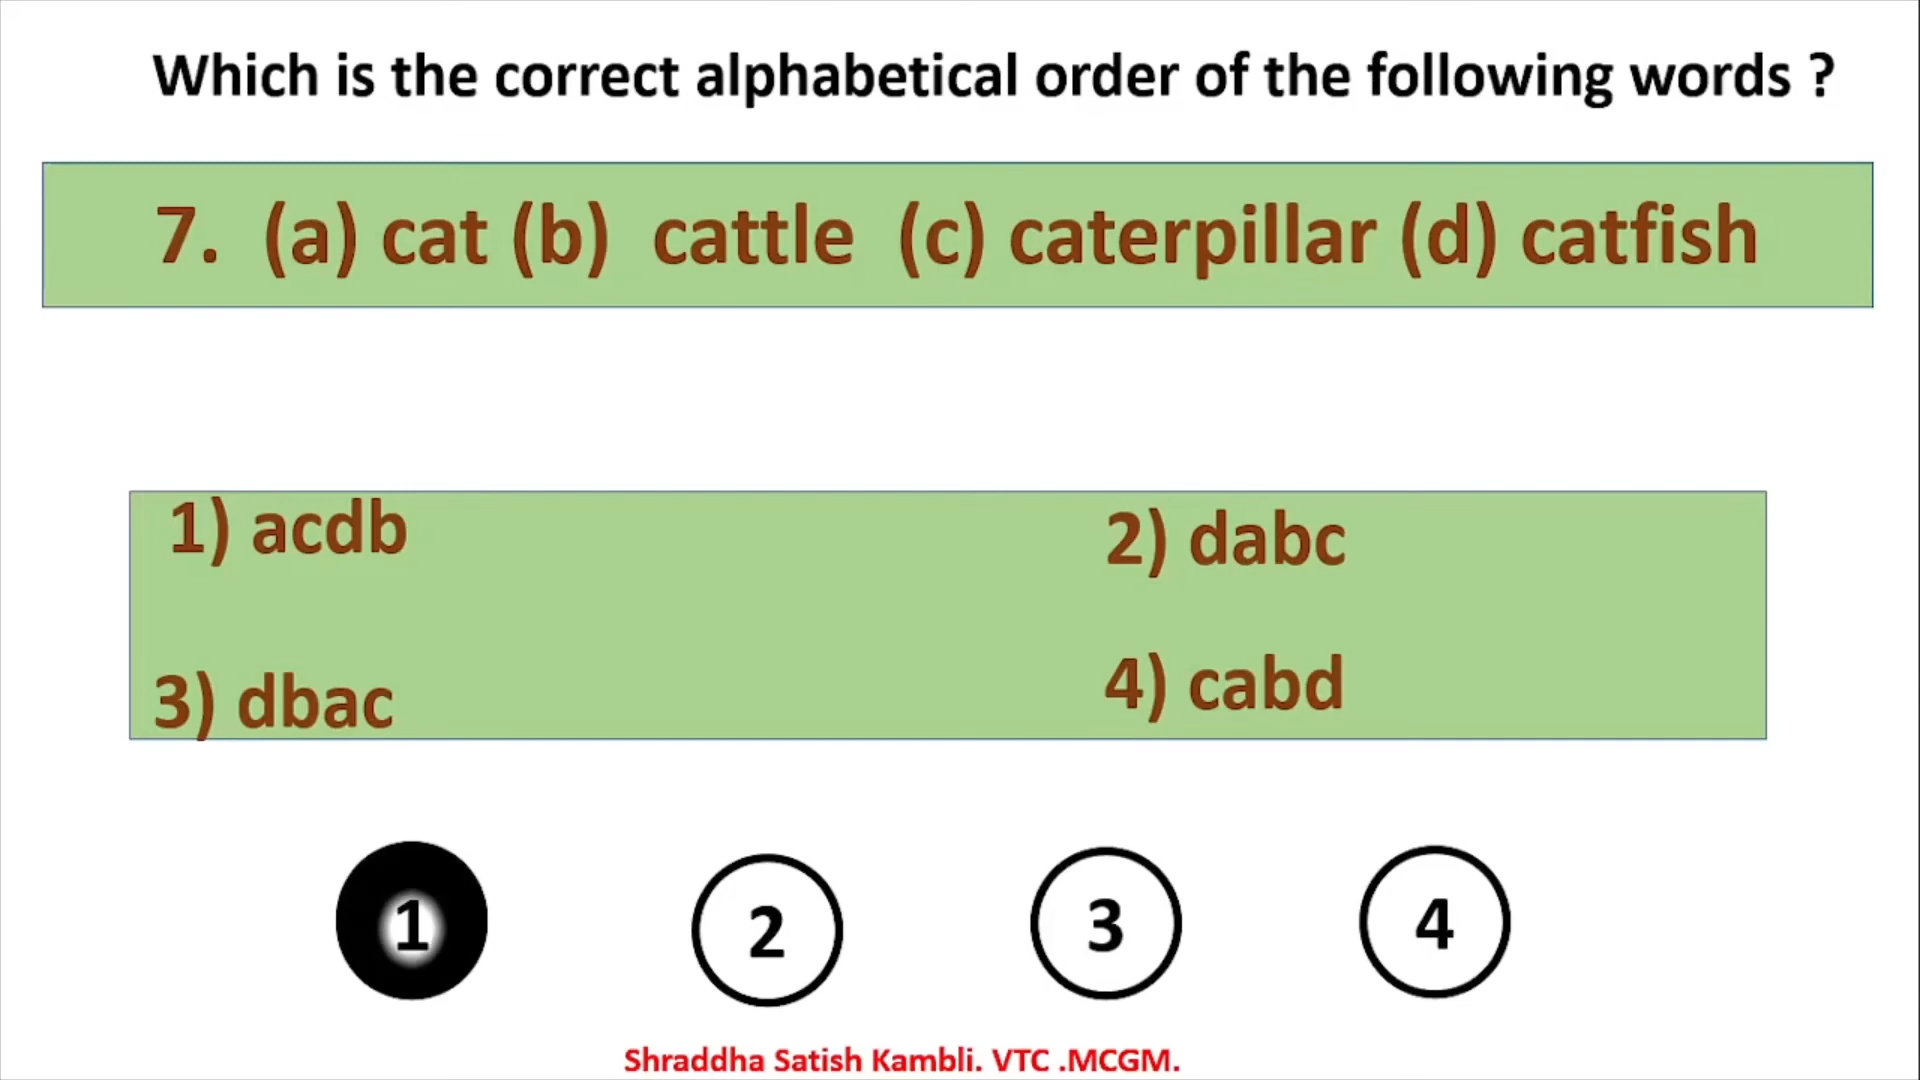 Which is the correct alphabetical order of the following words ?
7. (a) cat (b) cattle (c) caterpillar (d) catfish
1) acdb
2) dabc
3) dbac
4) cabd
1
2
3
4
Shraddha Satish Kambli. VTC .MCGM.